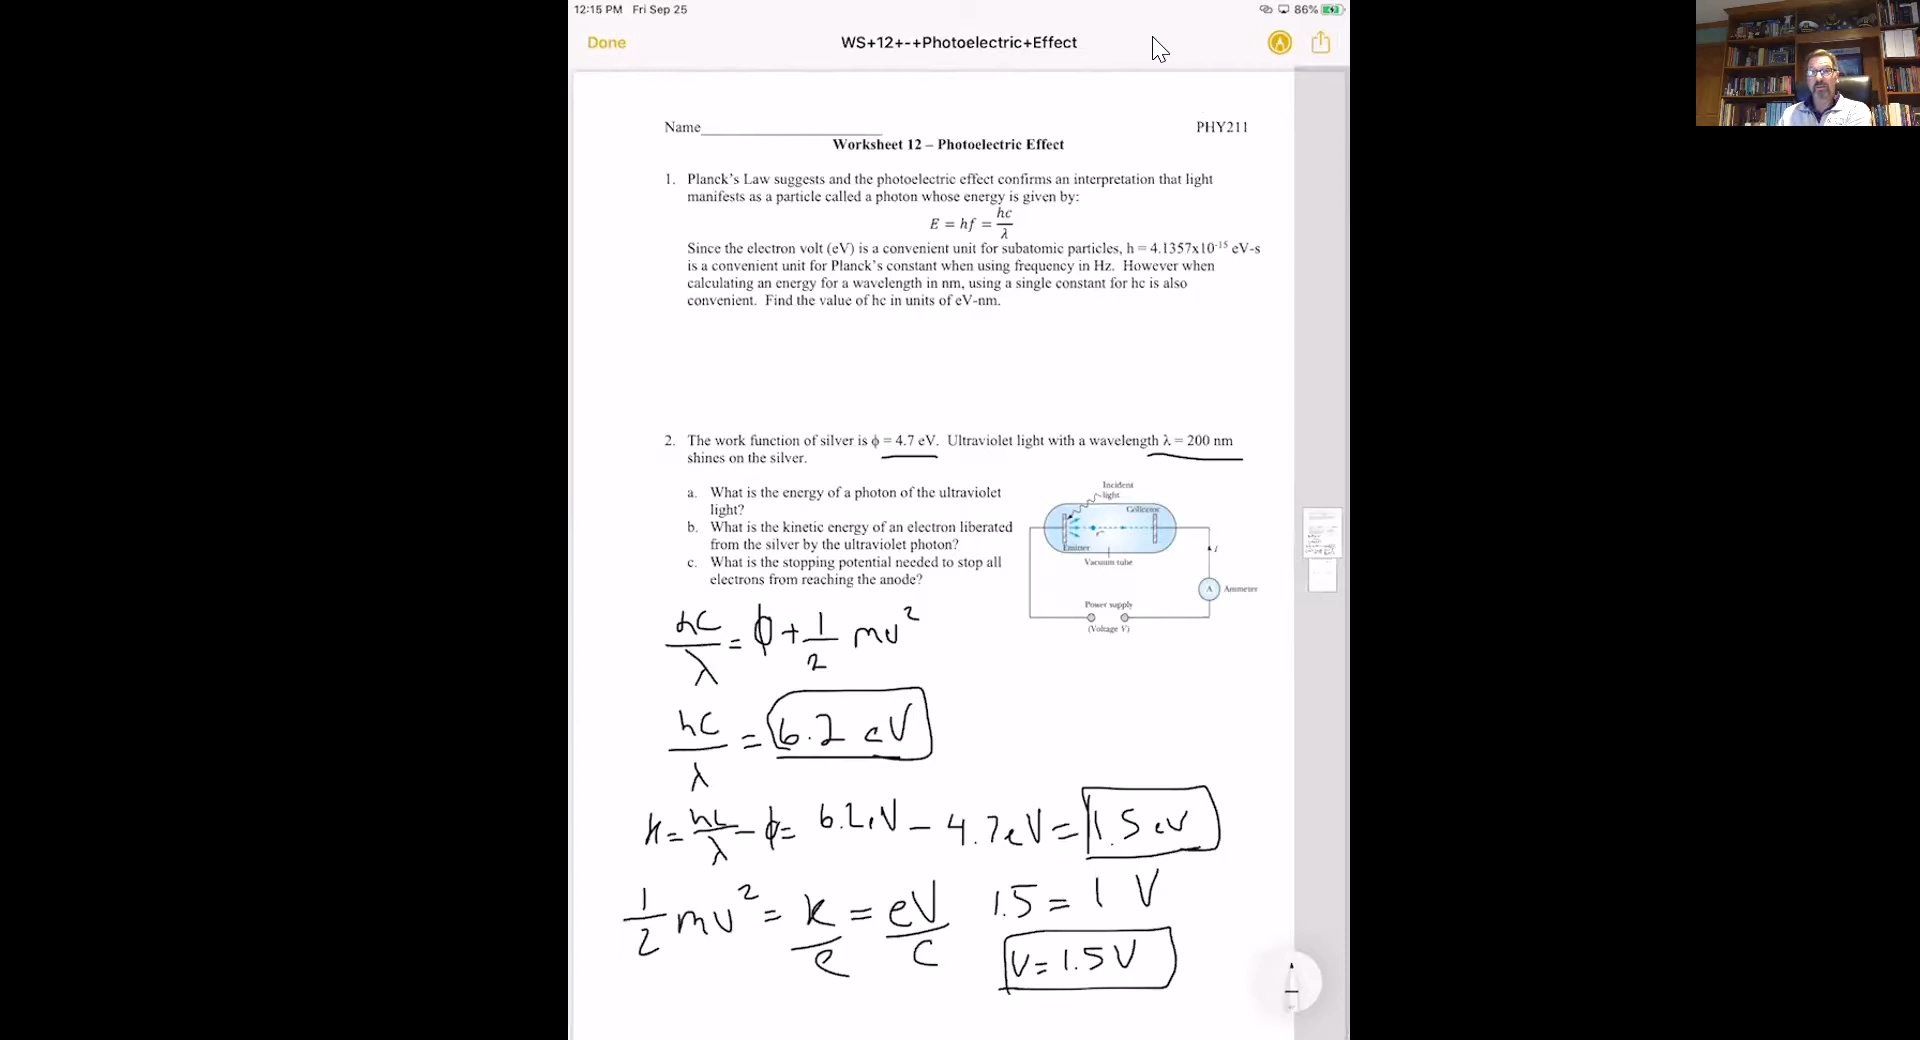 12:15 PM Fri Sep 25
86%
Done
WS+12+-+Photoelectric+Effect
Name____________________ PHY211
Worksheet 12 – Photoelectric Effect
1. Planck's Law suggests and the photoelectric effect confirms an interpretation that light
manifests as a particle called a photon whose energy is given by:
E = hf = hc/λ
Since the electron volt (eV) is a convenient unit for subatomic particles, h = 4.1357x10⁻¹⁵ eV-s
is a convenient unit for Planck's constant when using frequency in Hz. However when
calculating an energy for a wavelength in nm, using a single constant for hc is also
convenient. Find the value of hc in units of eV-nm.
2. The work function of silver is ϕ = 4.7 eV. Ultraviolet light with a wavelength λ = 200 nm
shines on the silver.
a. What is the energy of a photon of the ultraviolet
light?
b. What is the kinetic energy of an electron liberated
from the silver by the ultraviolet photon?
c. What is the stopping potential needed to stop all
electrons from reaching the anode?
Incident
light
Collector
Emitter
Vacuum tube
I
A Ammeter
Power supply
(Voltage V)
hc/λ = ϕ + 1/2 mv²
hc/λ = 6.2 eV
K = hc/λ - ϕ = 6.2eV - 4.7eV = 1.5 eV
1/2 mv² = K/e = eV/e 1.5 = 1 V
V = 1.5 V